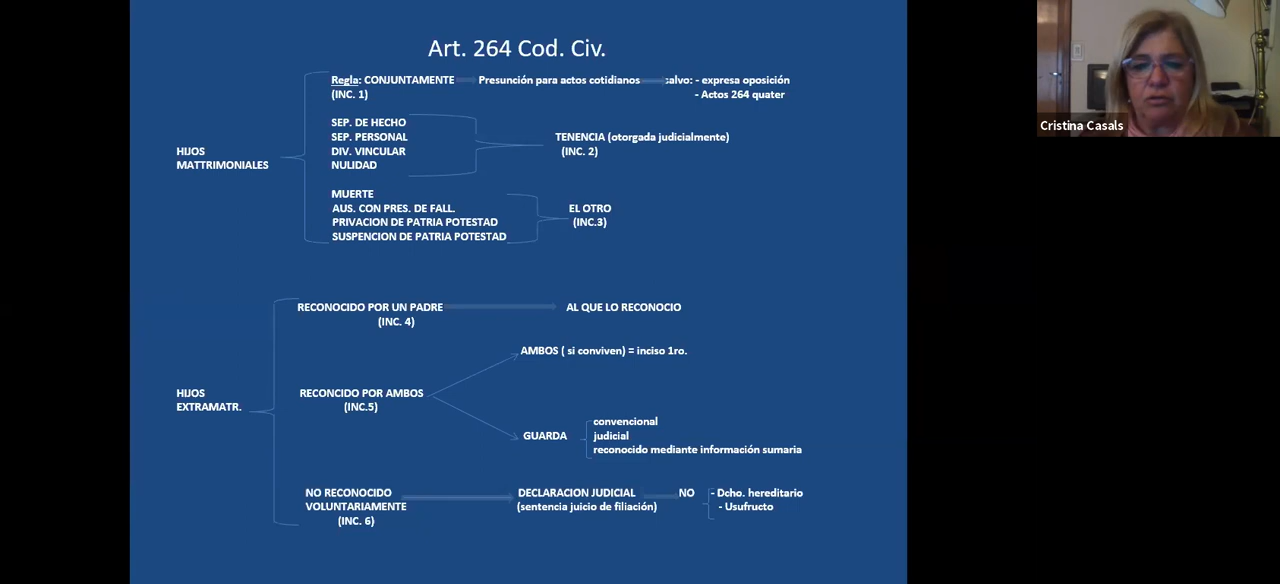 Art. 264 Cod. Civ.
Regla: CONJUNTAMENTE Presunción para actos cotidianos salvo: - expresa oposición
(INC. 1) - Actos 264 quater
SEP. DE HECHO
SEP. PERSONAL TENENCIA (otorgada judicialmente)
DIV. VINCULAR (INC. 2)
NULIDAD
HIJOS
MATTRIMONIALES
MUERTE
AUS. CON PRES. DE FALL. EL OTRO
PRIVACION DE PATRIA POTESTAD (INC.3)
SUSPENCION DE PATRIA POTESTAD
RECONOCIDO POR UN PADRE AL QUE LO RECONOCIO
(INC. 4)
AMBOS ( si conviven) = inciso 1ro.
HIJOS
EXTRAMATR.
RECONCIDO POR AMBOS
(INC.5)
convencional
GUARDA judicial
reconocido mediante información sumaria
NO RECONOCIDO DECLARACION JUDICIAL NO - Dcho. hereditario
VOLUNTARIAMENTE (sentencia juicio de filiación) - Usufructo
(INC. 6)
Cristina Casals